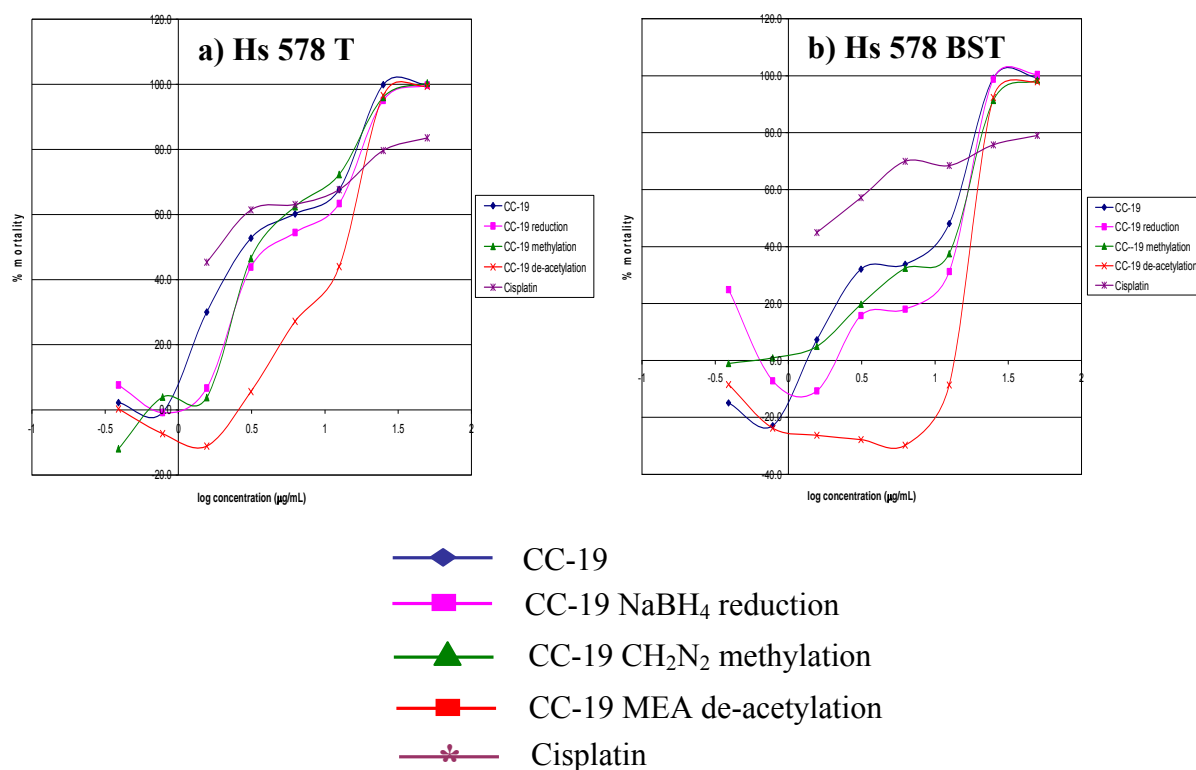 a) Hs 578 T
120.0
100.0
80.0
60.0
40.0
20.0
0.0
-20.0
-1
-0.5
0
0.5
1
1.5
2
% mortality
log concentration (µg/mL)
CC-19
CC-19 reduction
CC-19 methylation
CC-19 de-acetylation
Cisplatin
b) Hs 578 BST
120.0
100.0
80.0
60.0
40.0
20.0
0.0
-20.0
-40.0
-1
-0.5
0
0.5
1
1.5
2
% mortality
log concentration (µg/mL)
CC-19
CC-19 reduction
CC--19 methylation
CC-19 de-acetylation
Cisplatin
CC-19
CC-19 NaBH₄ reduction
CC-19 CH₂N₂ methylation
CC-19 MEA de-acetylation
Cisplatin